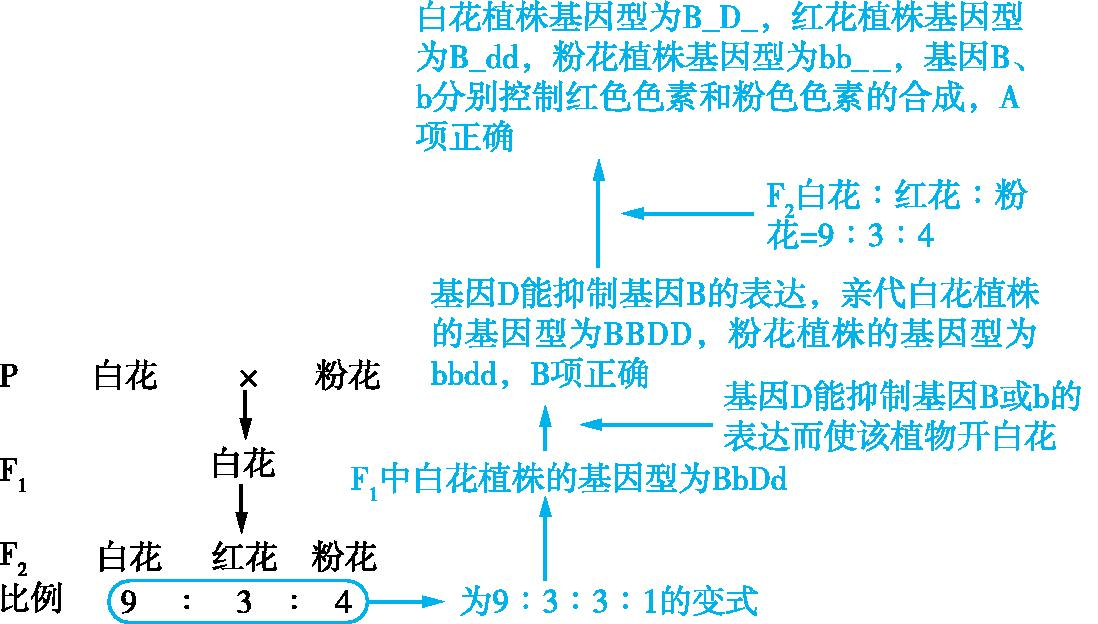 白花植株基因型为B_D_，红花植株基因型
为B_dd，粉花植株基因型为bb_ _，基因B、
b分别控制红色色素和粉色色素的合成，A
项正确
F₂白花：红花：粉
花=9：3：4
基因D能抑制基因B的表达，亲代白花植株
的基因型为BBDD，粉花植株的基因型为
bbdd，B项正确
P 白花 × 粉花
基因D能抑制基因B或b的
表达而使该植物开白花
F₁ 白花
F₁中白花植株的基因型为BbDd
F₂ 白花 红花 粉花
比例 9 ： 3 ： 4
为9：3：3：1的变式